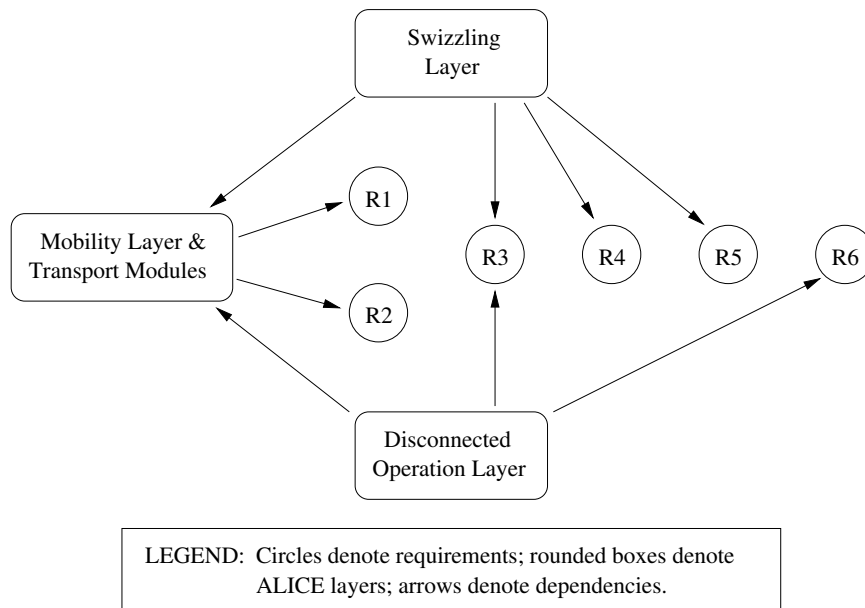 Swizzling
Layer
R1
Mobility Layer &
Transport Modules
R3
R4
R5
R6
R2
Disconnected
Operation Layer
LEGEND: Circles denote requirements; rounded boxes denote
ALICE layers; arrows denote dependencies.